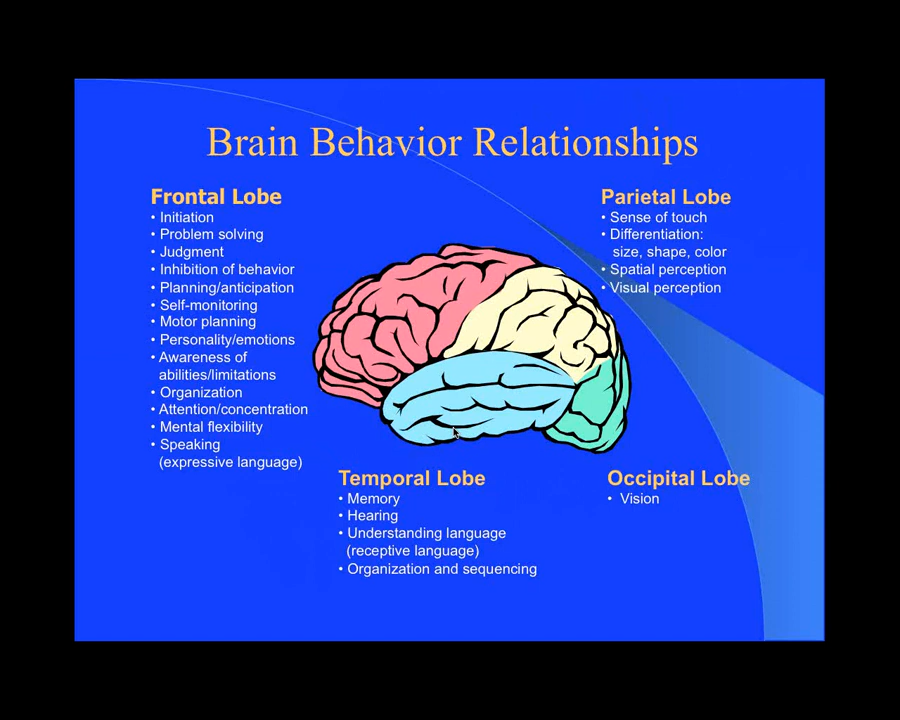 Brain Behavior Relationships
Frontal Lobe
• Initiation
• Problem solving
• Judgment
• Inhibition of behavior
• Planning/anticipation
• Self-monitoring
• Motor planning
• Personality/emotions
• Awareness of
abilities/limitations
• Organization
• Attention/concentration
• Mental flexibility
• Speaking
(expressive language)
Parietal Lobe
• Sense of touch
• Differentiation:
size, shape, color
• Spatial perception
• Visual perception
Temporal Lobe
• Memory
• Hearing
• Understanding language
(receptive language)
• Organization and sequencing
Occipital Lobe
• Vision